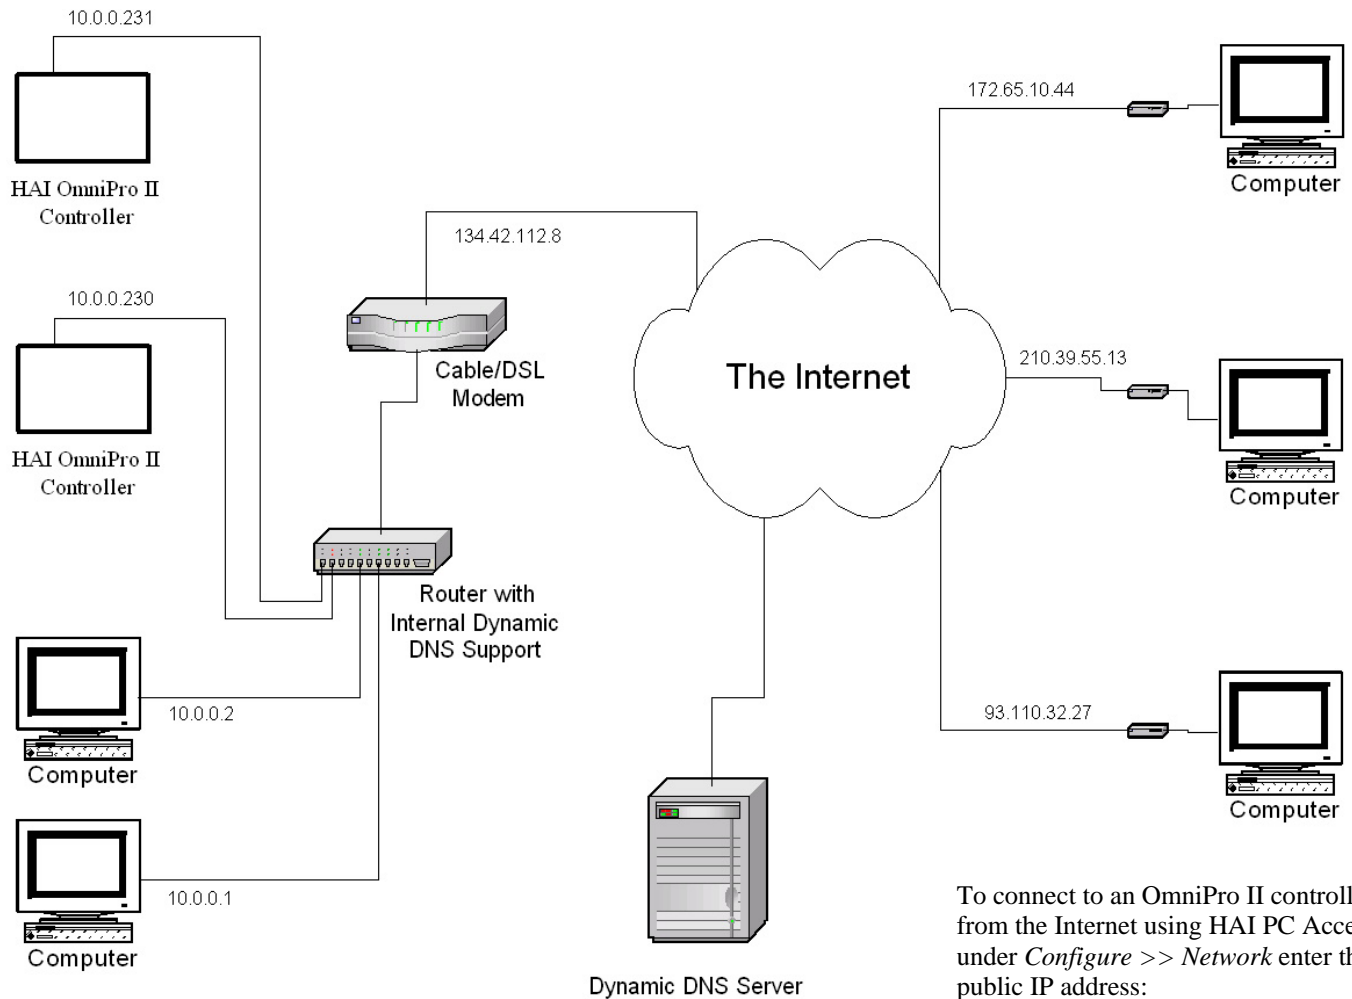 10.0.0.231
HAI OmniPro II
Controller
10.0.0.230
HAI OmniPro II
Controller
134.42.112.8
Cable/DSL
Modem
Router with
Internal Dynamic
DNS Support
10.0.0.2
Computer
10.0.0.1
Computer
The Internet
Dynamic DNS Server
172.65.10.44
Computer
210.39.55.13
Computer
93.110.32.27
Computer
To connect to an OmniPro II controll
from the Internet using HAI PC Acce
under Configure >> Network enter th
public IP address: